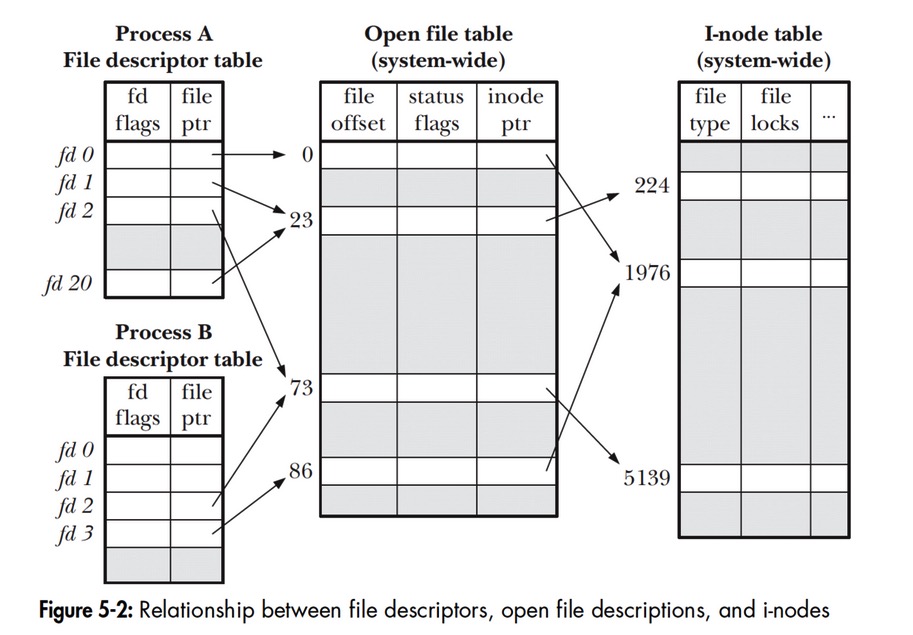 Process A
File descriptor table
fd flags
file ptr
fd 0
fd 1
fd 2
fd 20
Process B
File descriptor table
fd flags
file ptr
fd 0
fd 1
fd 2
fd 3
Open file table
(system-wide)
file offset
status flags
inode ptr
0
23
73
86
I-node table
(system-wide)
file type
file locks
...
224
1976
5139
Figure 5-2: Relationship between file descriptors, open file descriptions, and i-nodes